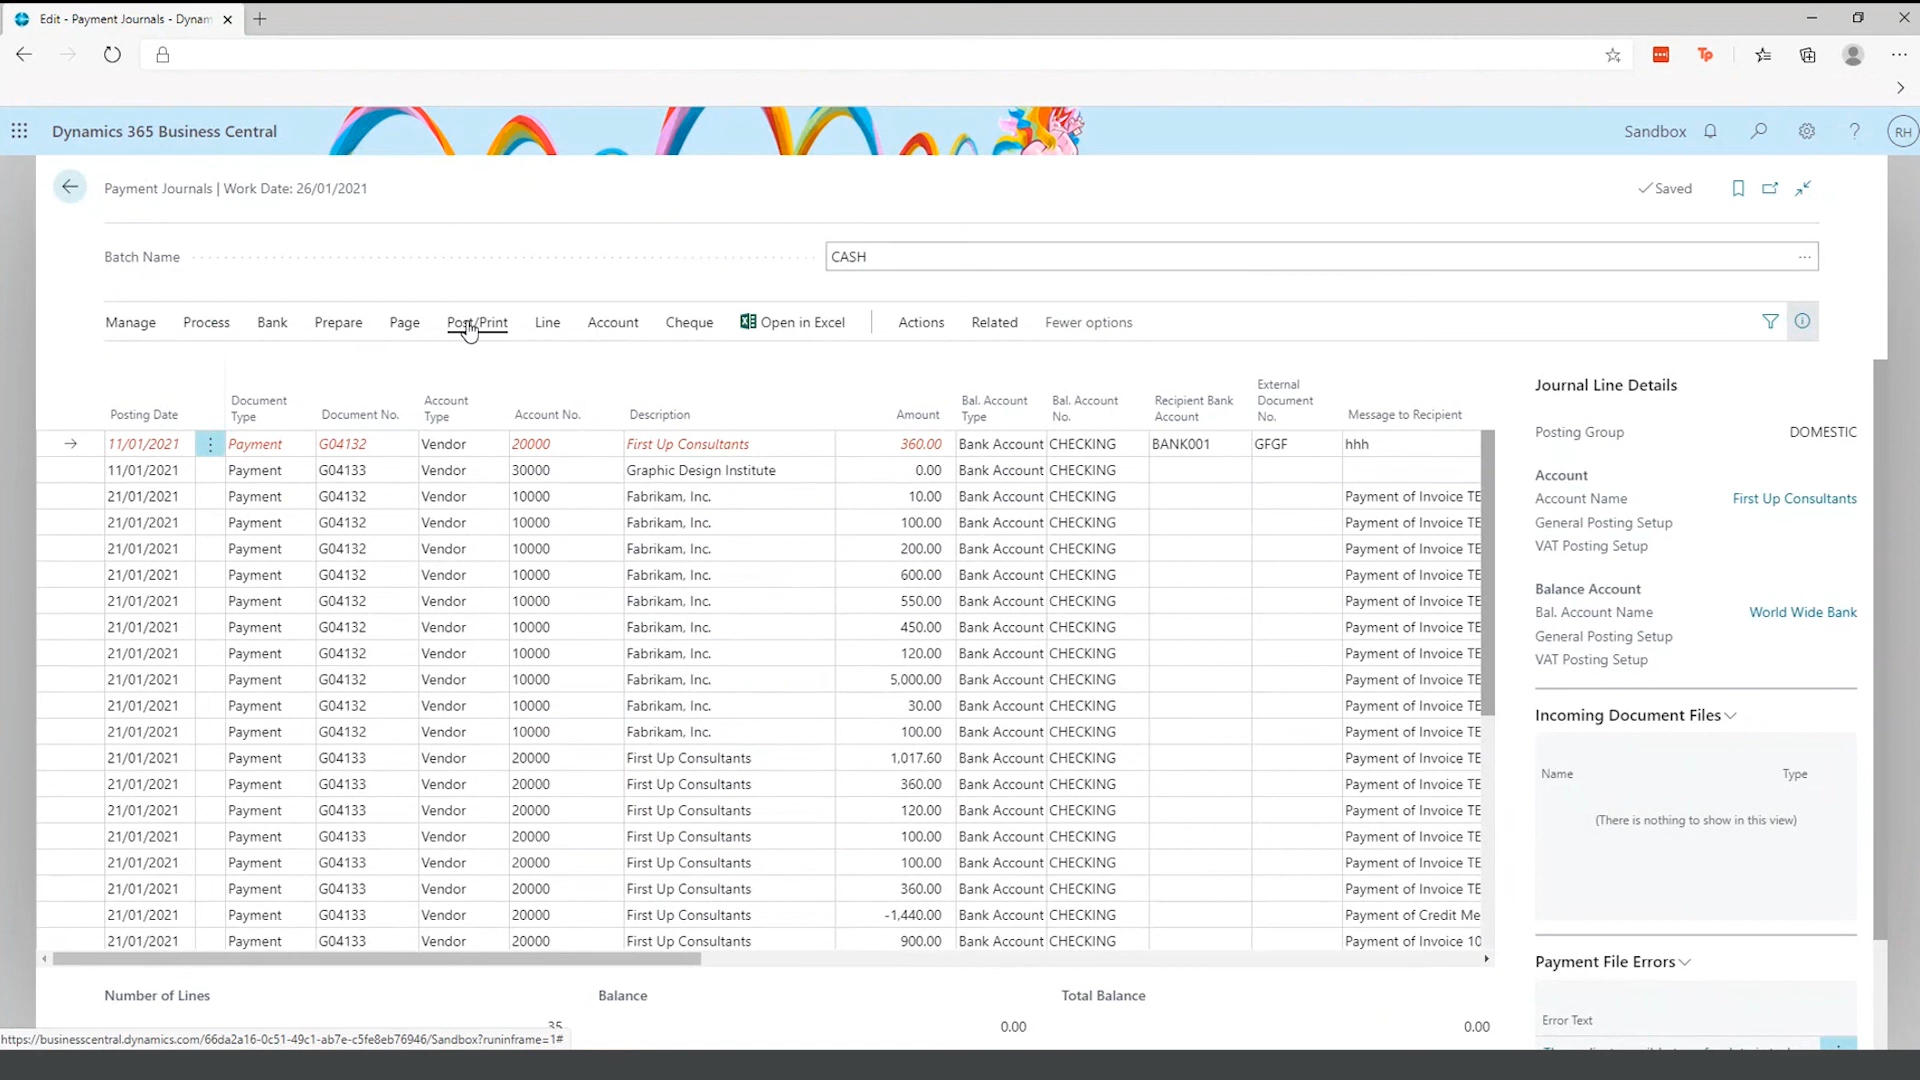 Edit - Payment Journals - Dynam
Tp
Dynamics 365 Business Central
Sandbox
?
RH
Payment Journals | Work Date: 26/01/2021
Saved
Batch Name
CASH
Manage Process Bank Prepare Page Post/Print Line Account Cheque Open in Excel Actions Related Fewer options
Posting Date Document Type Document No. Account Type Account No. Description Amount Bal. Account Type Bal. Account No. Recipient Bank Account External Document No. Message to Recipient
11/01/2021 Payment G04132 Vendor 20000 First Up Consultants 360.00 Bank Account CHECKING BANK001 GFGF hhh
11/01/2021 Payment G04133 Vendor 30000 Graphic Design Institute 0.00 Bank Account CHECKING
21/01/2021 Payment G04132 Vendor 10000 Fabrikam, Inc. 10.00 Bank Account CHECKING Payment of Invoice TE
21/01/2021 Payment G04132 Vendor 10000 Fabrikam, Inc. 100.00 Bank Account CHECKING Payment of Invoice TE
21/01/2021 Payment G04132 Vendor 10000 Fabrikam, Inc. 200.00 Bank Account CHECKING Payment of Invoice TE
21/01/2021 Payment G04132 Vendor 10000 Fabrikam, Inc. 600.00 Bank Account CHECKING Payment of Invoice TE
21/01/2021 Payment G04132 Vendor 10000 Fabrikam, Inc. 550.00 Bank Account CHECKING Payment of Invoice TE
21/01/2021 Payment G04132 Vendor 10000 Fabrikam, Inc. 450.00 Bank Account CHECKING Payment of Invoice TE
21/01/2021 Payment G04132 Vendor 10000 Fabrikam, Inc. 120.00 Bank Account CHECKING Payment of Invoice TE
21/01/2021 Payment G04132 Vendor 10000 Fabrikam, Inc. 5,000.00 Bank Account CHECKING Payment of Invoice TE
21/01/2021 Payment G04132 Vendor 10000 Fabrikam, Inc. 30.00 Bank Account CHECKING Payment of Invoice TE
21/01/2021 Payment G04132 Vendor 10000 Fabrikam, Inc. 100.00 Bank Account CHECKING Payment of Invoice TE
21/01/2021 Payment G04133 Vendor 20000 First Up Consultants 1,017.60 Bank Account CHECKING Payment of Invoice TE
21/01/2021 Payment G04133 Vendor 20000 First Up Consultants 360.00 Bank Account CHECKING Payment of Invoice TE
21/01/2021 Payment G04133 Vendor 20000 First Up Consultants 120.00 Bank Account CHECKING Payment of Invoice TE
21/01/2021 Payment G04133 Vendor 20000 First Up Consultants 100.00 Bank Account CHECKING Payment of Invoice TE
21/01/2021 Payment G04133 Vendor 20000 First Up Consultants 100.00 Bank Account CHECKING Payment of Invoice TE
21/01/2021 Payment G04133 Vendor 20000 First Up Consultants 360.00 Bank Account CHECKING Payment of Invoice TE
21/01/2021 Payment G04133 Vendor 20000 First Up Consultants -1,440.00 Bank Account CHECKING Payment of Credit Me
21/01/2021 Payment G04133 Vendor 20000 First Up Consultants 900.00 Bank Account CHECKING Payment of Invoice 10
Number of Lines Balance Total Balance
35 0.00 0.00
https://businesscentral.dynamics.com/66da2a16-0c51-49c1-ab7e-c5fe8eb76946/Sandbox?runinframe=1#
Journal Line Details
Posting Group DOMESTIC
Account
Account Name First Up Consultants
General Posting Setup
VAT Posting Setup
Balance Account
Bal. Account Name World Wide Bank
General Posting Setup
VAT Posting Setup
Incoming Document Files
Name Type
(There is nothing to show in this view)
Payment File Errors
Error Text